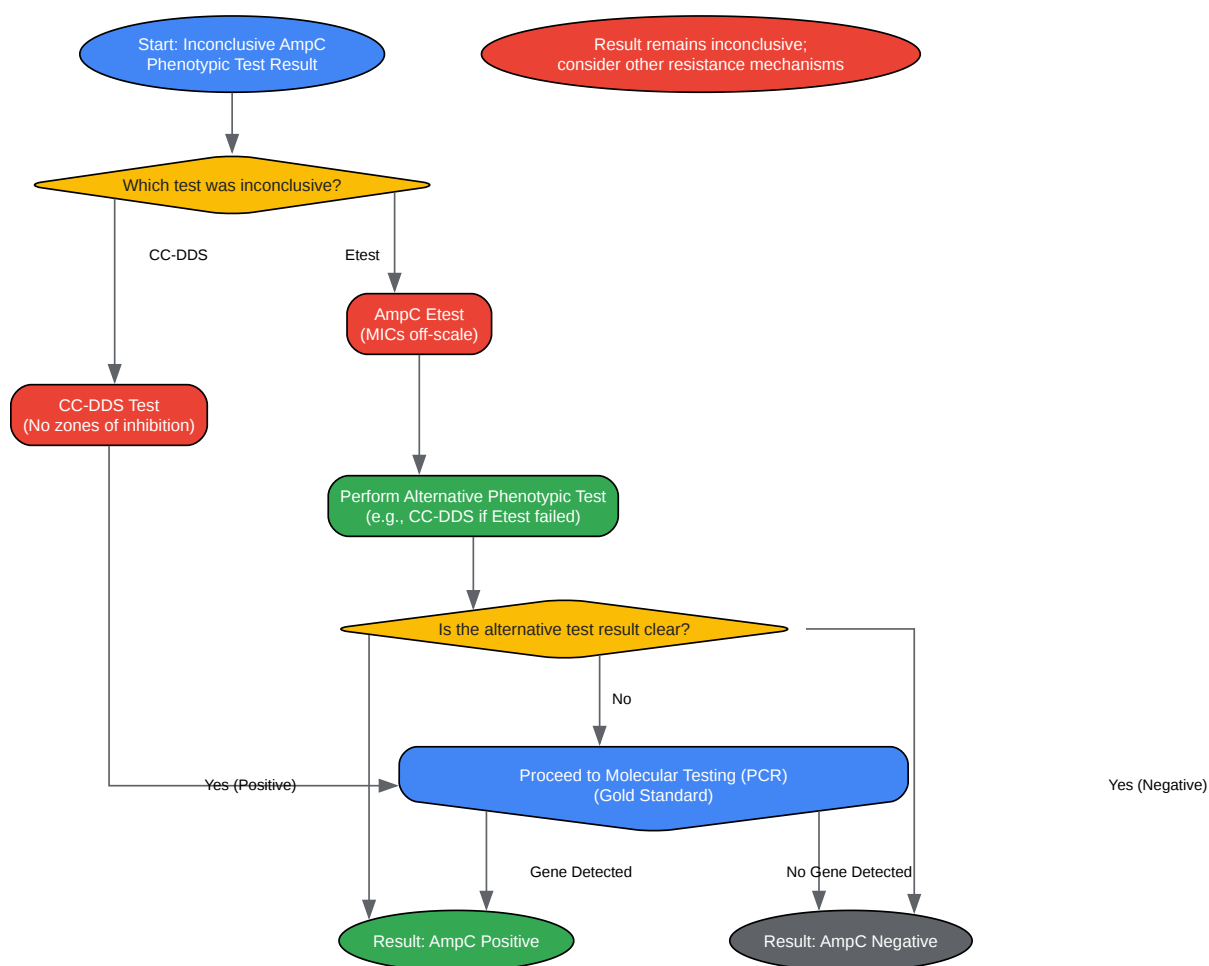 Start: Inconclusive AmpC
Phenotypic Test Result
Result remains inconclusive;
consider other resistance mechanisms
Which test was inconclusive?
CC-DDS
Etest
AmpC Etest
(MICs off-scale)
CC-DDS Test
(No zones of inhibition)
Perform Alternative Phenotypic Test
(e.g., CC-DDS if Etest failed)
Is the alternative test result clear?
No
Proceed to Molecular Testing (PCR)
(Gold Standard)
Yes (Positive)
Yes (Negative)
Gene Detected
No Gene Detected
Result: AmpC Positive
Result: AmpC Negative